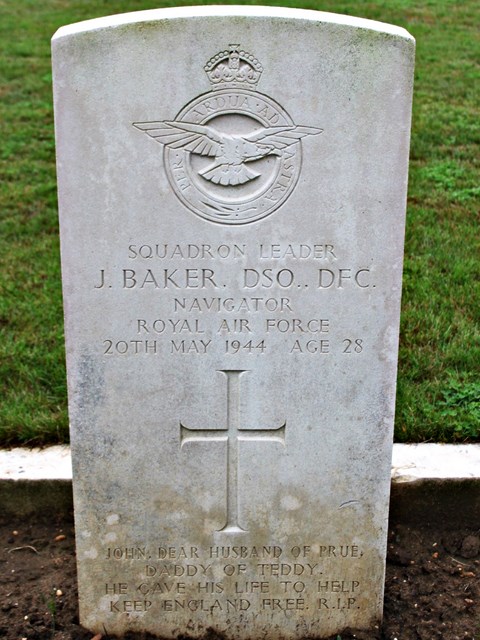 PER ARDUA AD ASTRA
SQUADRON LEADER
J. BAKER. DSO.. DFC.
NAVIGATOR
ROYAL AIR FORCE
20TH MAY 1944 AGE 28
JOHN, DEAR HUSBAND OF PRUE,
DADDY OF TEDDY.
HE GAVE HIS LIFE TO HELP
KEEP ENGLAND FREE. R.I.P.